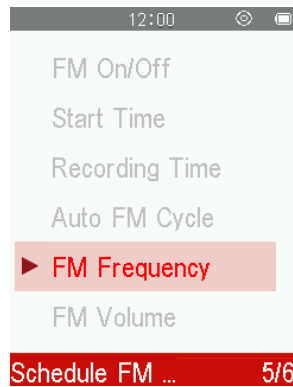 12:00
FM On/Off
Start Time
Recording Time
Auto FM Cycle
FM Frequency
FM Volume
Schedule FM ... 5/6